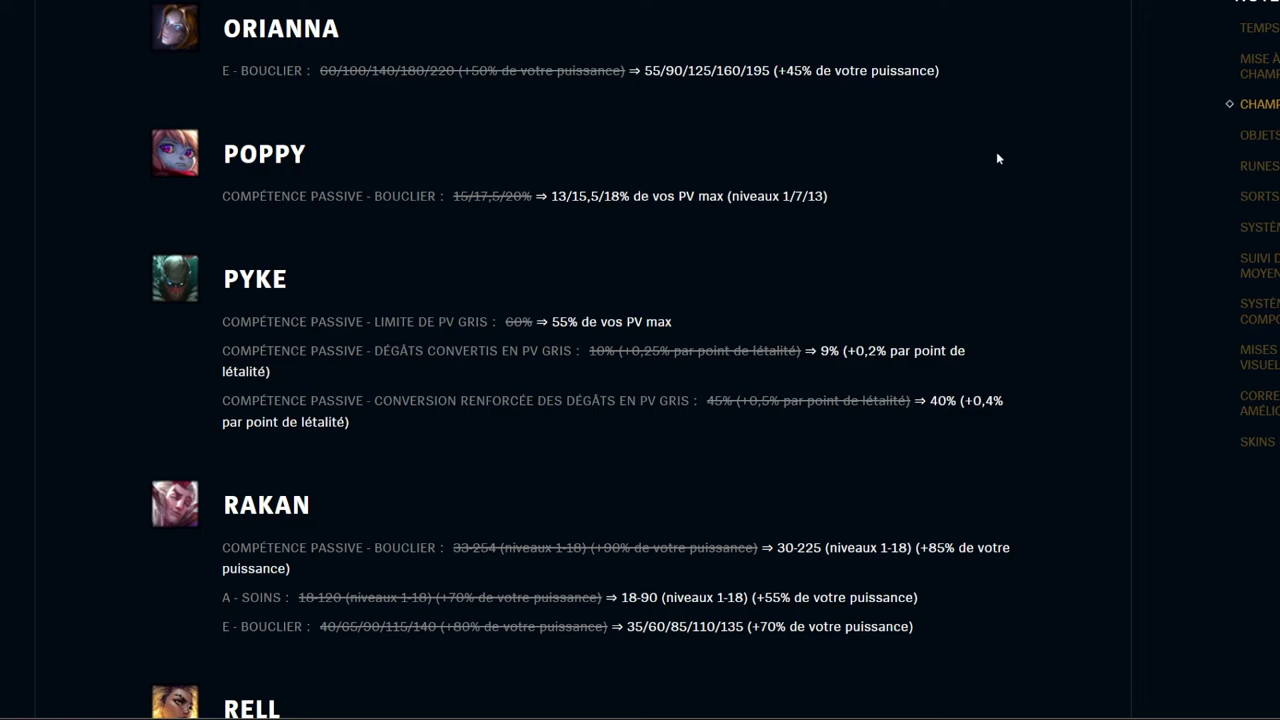 ORIANNA
E - BOUCLIER : 60/100/140/180/220 (+50% de votre puissance) ⇒ 55/90/125/160/195 (+45% de votre puissance)
POPPY
COMPÉTENCE PASSIVE - BOUCLIER : 15/17,5/20% ⇒ 13/15,5/18% de vos PV max (niveaux 1/7/13)
PYKE
COMPÉTENCE PASSIVE - LIMITE DE PV GRIS : 60% ⇒ 55% de vos PV max
COMPÉTENCE PASSIVE - DÉGÂTS CONVERTIS EN PV GRIS : 10% (+0,25% par point de létalité) ⇒ 9% (+0,2% par point de
létalité)
COMPÉTENCE PASSIVE - CONVERSION RENFORCÉE DES DÉGÂTS EN PV GRIS : 45% (+0,5% par point de létalité) ⇒ 40% (+0,4%
par point de létalité)
RAKAN
COMPÉTENCE PASSIVE - BOUCLIER : 33-254 (niveaux 1-18) (+90% de votre puissance) ⇒ 30-225 (niveaux 1-18) (+85% de votre
puissance)
A - SOINS : 18-120 (niveaux 1-18) (+70% de votre puissance) ⇒ 18-90 (niveaux 1-18) (+55% de votre puissance)
E - BOUCLIER : 40/65/90/115/140 (+80% de votre puissance) ⇒ 35/60/85/110/135 (+70% de votre puissance)
RELL
TEMPS
MISE À
CHAMP
CHAMP
OBJETS
RUNES
SORTS
SYSTÈ
SUIVI D
MOYEN
SYSTÈ
COMPO
MISES
VISUEL
CORRE
AMÉLI
SKINS